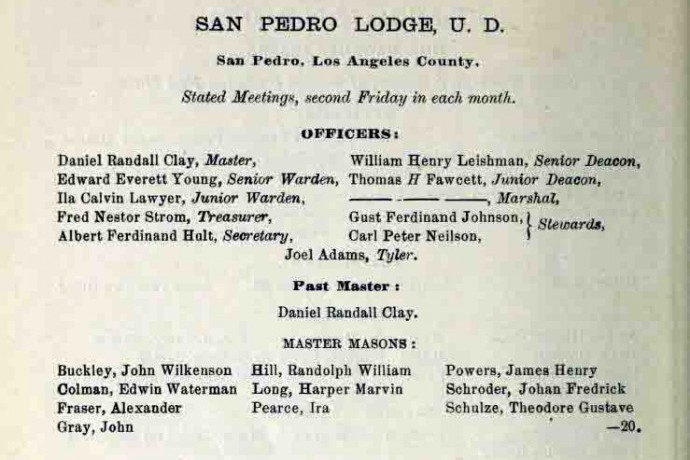 SAN PEDRO LODGE, U. D.
San Pedro, Los Angeles County.
Stated Meetings, second Friday in each month.
OFFICERS:
Daniel Randall Clay, Master, William Henry Leishman, Senior Deacon,
Edward Everett Young, Senior Warden, Thomas H Fawcett, Junior Deacon,
Ila Calvin Lawyer, Junior Warden, — — —, Marshal,
Fred Nestor Strom, Treasurer, Gust Ferdinand Johnson, } Stewards,
Albert Ferdinand Hult, Secretary, Carl Peter Neilson,
Joel Adams, Tyler.
Past Master:
Daniel Randall Clay.
MASTER MASONS:
Buckley, John Wilkenson Hill, Randolph William Powers, James Henry
Colman, Edwin Waterman Long, Harper Marvin Schroder, Johan Fredrick
Fraser, Alexander Pearce, Ira Schulze, Theodore Gustave
Gray, John —20.